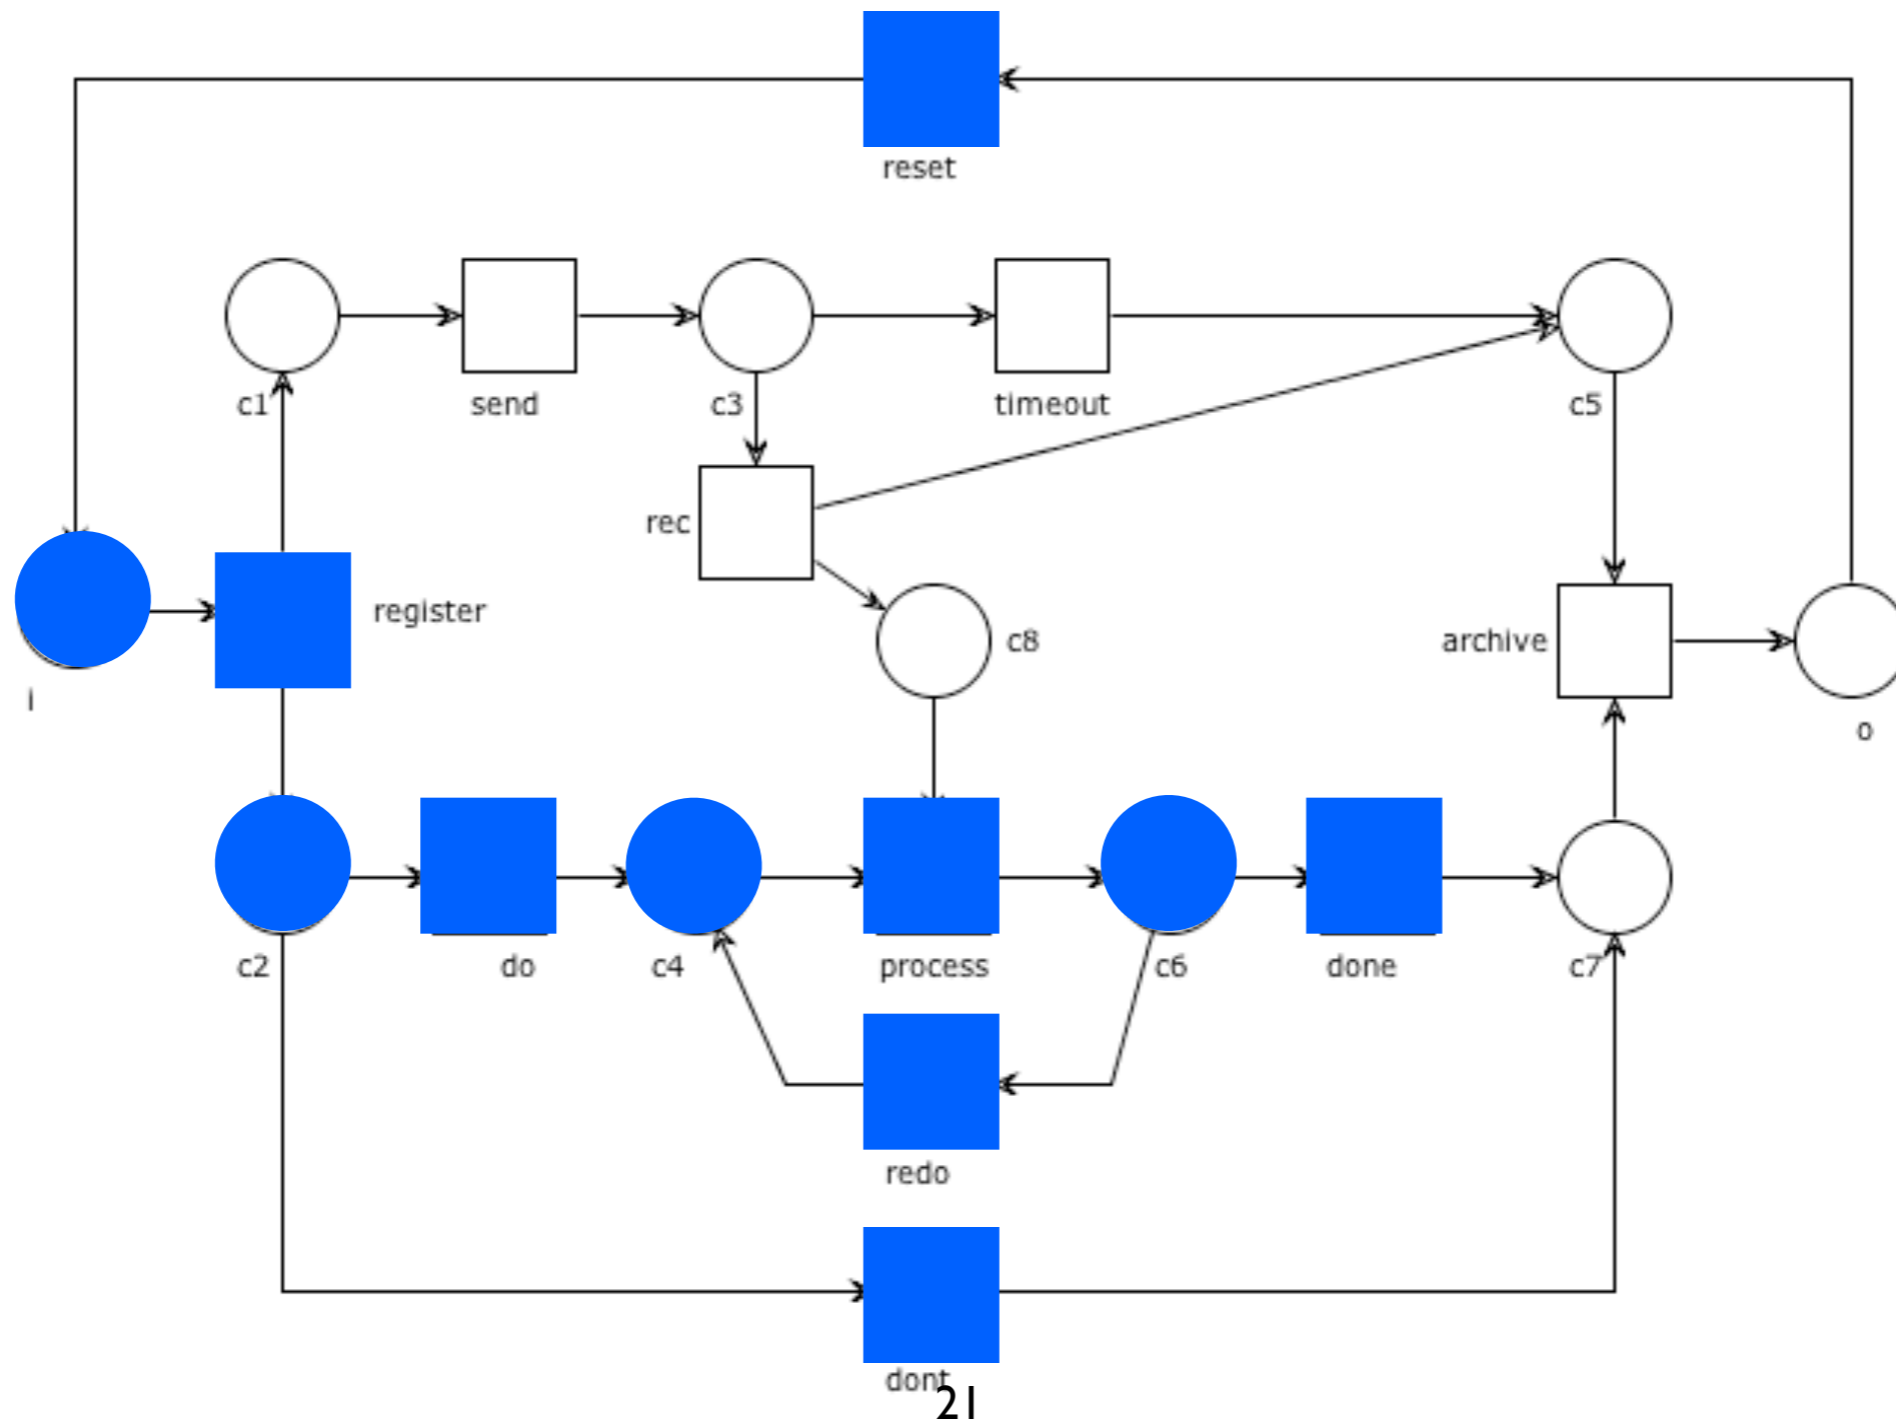 reset
c1
send
c3
timeout
c5
rec
register
c8
archive
i
o
c2
do
c4
process
c6
done
c7
redo
dont
21